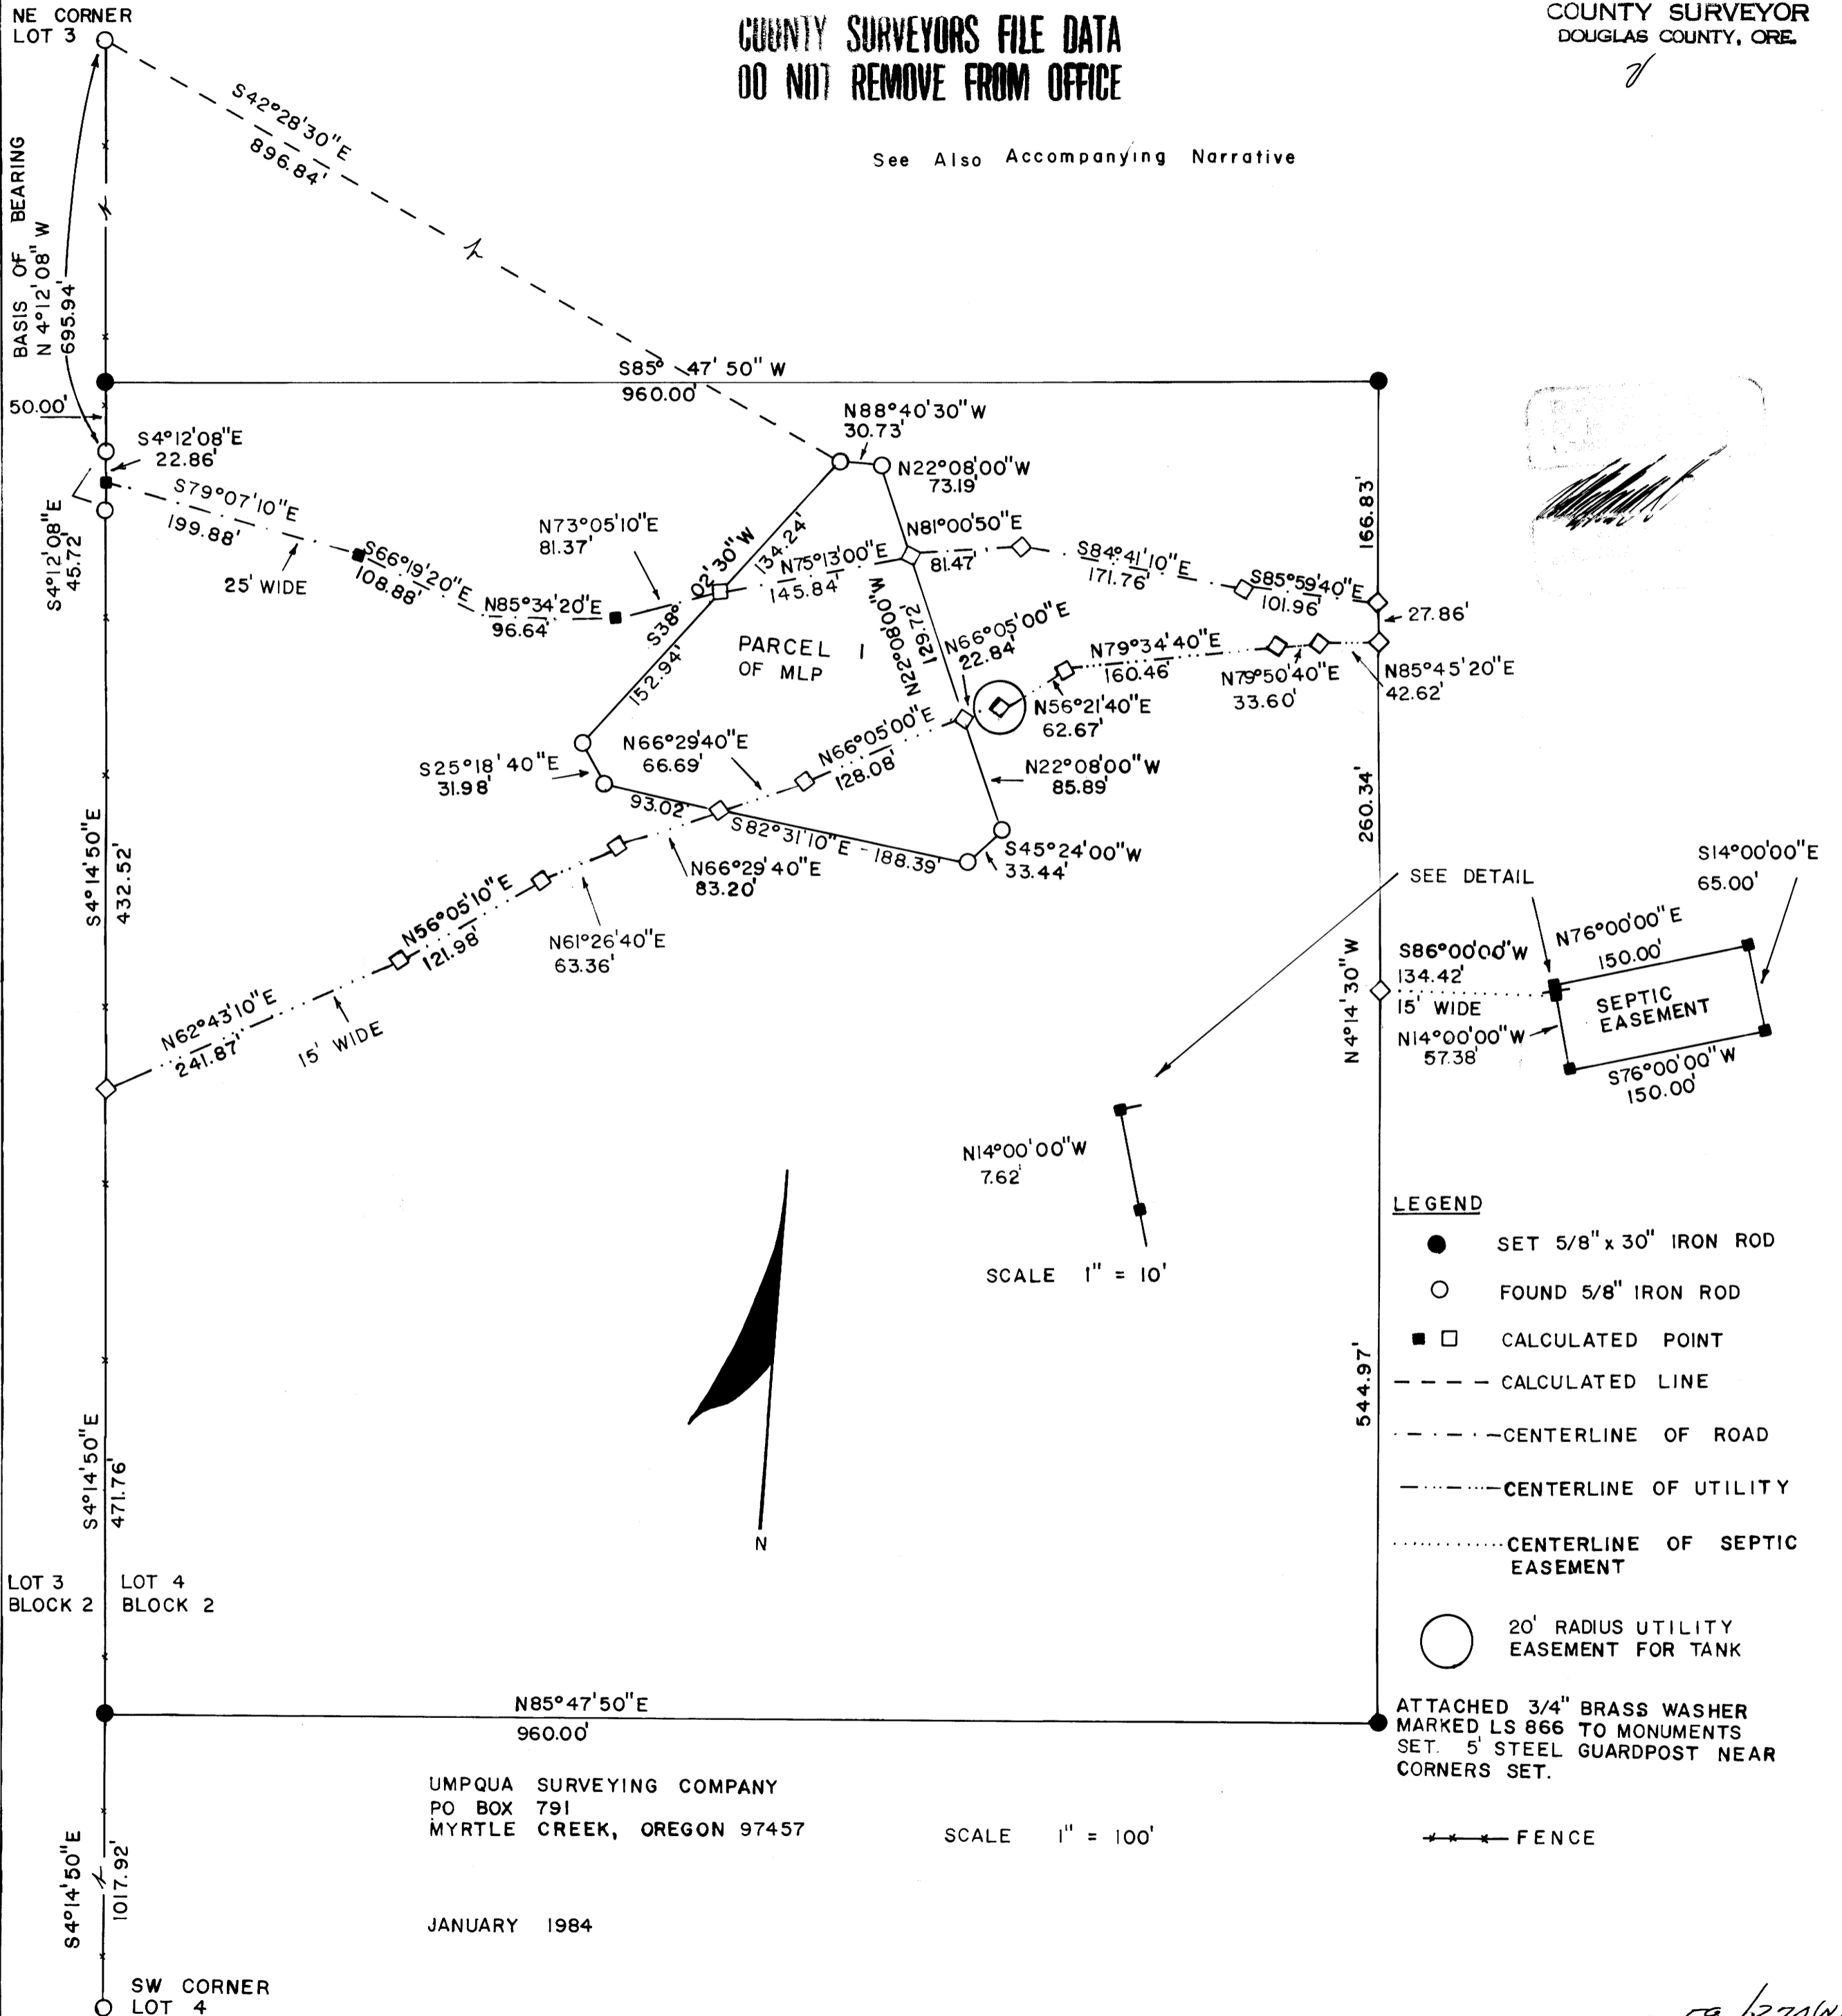 NE CORNER
LOT 3
COUNTY SURVEYORS FILE DATA
DO NOT REMOVE FROM OFFICE
COUNTY SURVEYOR
DOUGLAS COUNTY, ORE.
See Also Accompanying Narrative
S42°28'30"E
896.84'
BASIS OF BEARING
N 4°12'08" W
695.94'
S85° 47' 50" W
960.00'
50.00'
S4°12'08"E
22.86'
S4°12'08"E
45.72'
S79°07'10"E
199.88'
25' WIDE
S66°19'20"E
108.88'
N85°34'20"E
96.64'
N73°05'10"E
81.37'
N88°40'30"W
30.73'
N22°08'00"W
73.19'
S38° 02'30"W
134.24'
152.94'
N75°13'00"E
145.84'
N81°00'50"E
81.47'
S84°41'10"E
171.76'
S85°59'40"E
101.96'
166.83'
27.86'
PARCEL 1
OF MLP
N22°08'00"W
129.72'
N66°05'00"E
22.84'
N79°34'40"E
160.46'
N79°50'40"E
33.60'
N85°45'20"E
42.62'
N56°21'40"E
62.67'
N66°05'00"E
128.08'
N66°29'40"E
66.69'
S25°18'40"E
31.98'
N22°08'00"W
85.89'
93.02'
S82°31'10"E - 188.39'
S45°24'00"W
33.44'
N66°29'40"E
83.20'
N61°26'40"E
63.36'
N56°05'10"E
121.98'
N62°43'10"E
241.87'
15' WIDE
S4°14'50"E
432.52'
260.34'
N4°14'30"W
SEE DETAIL
S14°00'00"E
65.00'
N76°00'00"E
150.00'
S86°00'00"W
134.42'
15' WIDE
N14°00'00"W
57.38'
SEPTIC
EASEMENT
S76°00'00"W
150.00'
N14°00'00"W
7.62'
SCALE 1" = 10'
544.97'
S4°14'50"E
471.76'
N
LEGEND
SET 5/8" x 30" IRON ROD
FOUND 5/8" IRON ROD
CALCULATED POINT
CALCULATED LINE
CENTERLINE OF ROAD
CENTERLINE OF UTILITY
CENTERLINE OF SEPTIC
EASEMENT
20' RADIUS UTILITY
EASEMENT FOR TANK
ATTACHED 3/4" BRASS WASHER
MARKED LS 866 TO MONUMENTS
SET. 5' STEEL GUARDPOST NEAR
CORNERS SET.
FENCE
LOT 3
BLOCK 2
LOT 4
BLOCK 2
N85°47'50"E
960.00'
UMPQUA SURVEYING COMPANY
PO BOX 791
MYRTLE CREEK, OREGON 97457
SCALE 1" = 100'
S4°14'50"E
1017.92'
JANUARY 1984
SW CORNER
LOT 4